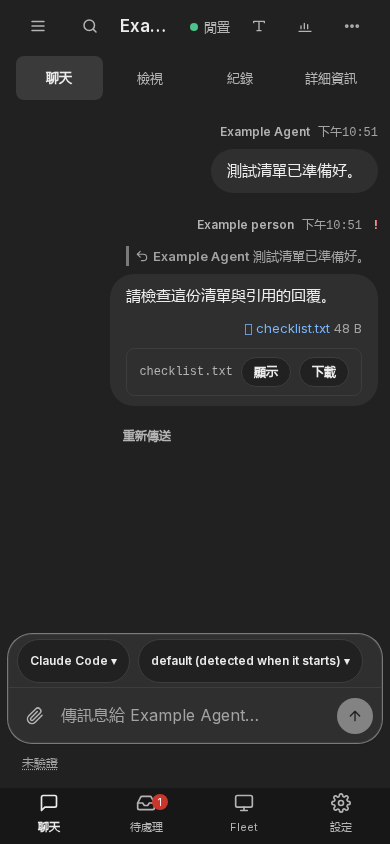 Exa…
閒置
聊天
檢視
紀錄
詳細資訊
Example Agent 下午10:51
測試清單已準備好。
Example person 下午10:51 !
Example Agent 測試清單已準備好。
請檢查這份清單與引用的回覆。
checklist.txt 48 B
checklist.txt 顯示 下載
重新傳送
Claude Code ▾
default (detected when it starts) ▾
傳訊息給 Example Agent…
未驗證
1
聊天
待處理
Fleet
設定